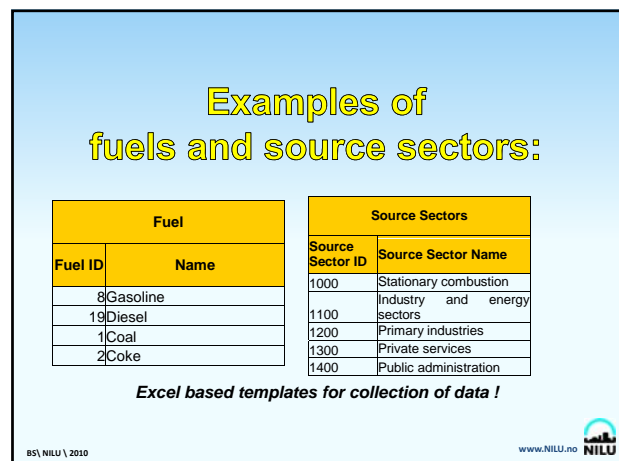 Examples of
fuels and source sectors:
Fuel
Fuel ID Name
8 Gasoline
19 Diesel
1 Coal
2 Coke
Source Sectors
Source
Sector ID Source Sector Name
1000 Stationary combustion
Industry and energy
1100 sectors
1200 Primary industries
1300 Private services
1400 Public administration
Excel based templates for collection of data !
BS\ NILU \ 2010
www.NILU.no NILU